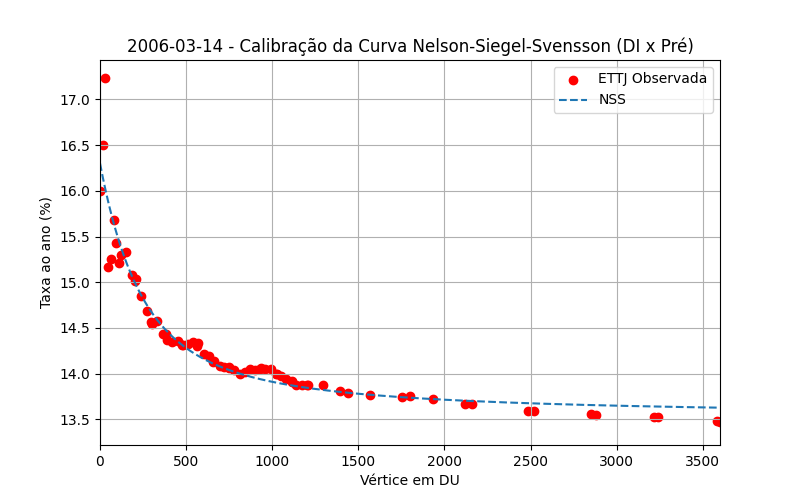 2006-03-14 - Calibração da Curva Nelson-Siegel-Svensson (DI x Pré)
ETTJ Observada
NSS
Taxa ao ano (%)
17.0
16.5
16.0
15.5
15.0
14.5
14.0
13.5
0 500 1000 1500 2000 2500 3000 3500
Vértice em DU